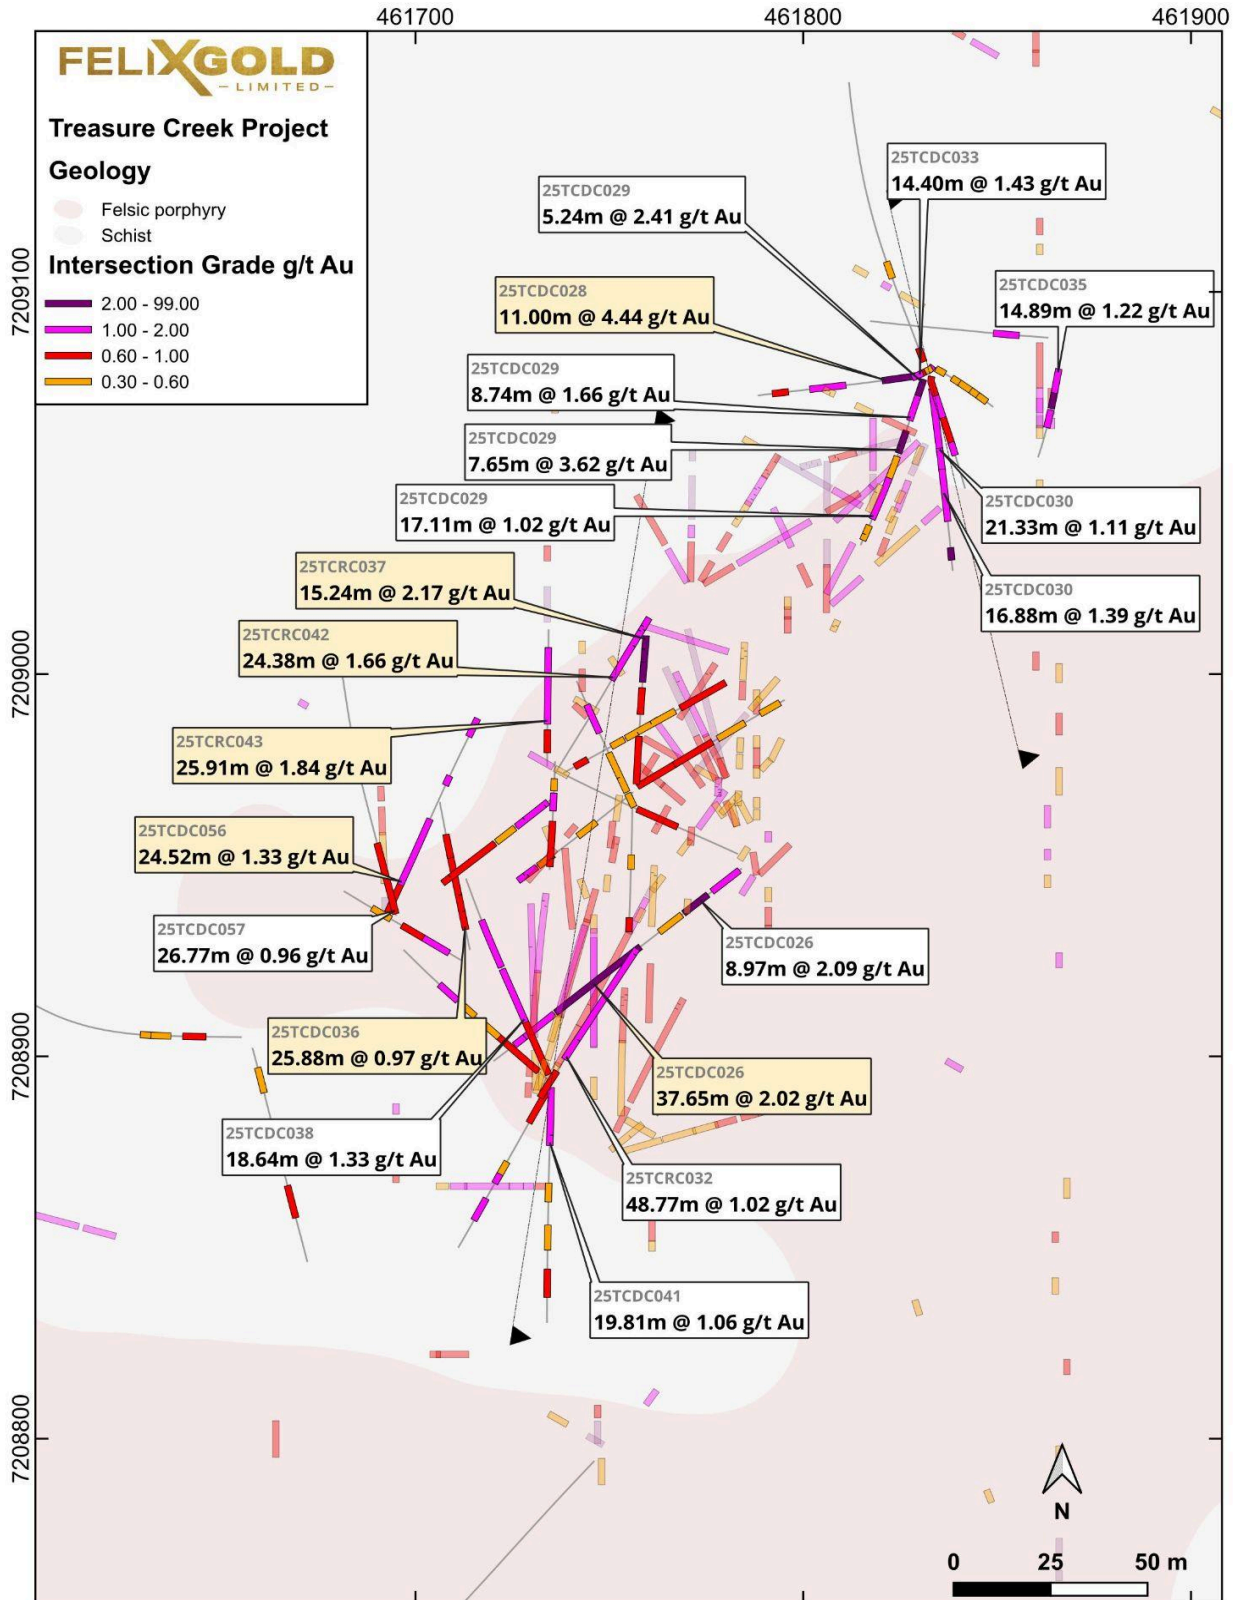 461700
461800
461900
FELIXGOLD
LIMITED
Treasure Creek Project
Geology
Felsic porphyry
Schist
Intersection Grade g/t Au
2.00 - 99.00
1.00 - 2.00
0.60 - 1.00
0.30 - 0.60
7209100
7209000
7208900
7208800
25TCDC033
14.40m @ 1.43 g/t Au
25TCDC029
5.24m @ 2.41 g/t Au
25TCDC028
11.00m @ 4.44 g/t Au
25TCDC035
14.89m @ 1.22 g/t Au
25TCDC029
8.74m @ 1.66 g/t Au
25TCDC029
7.65m @ 3.62 g/t Au
25TCDC029
17.11m @ 1.02 g/t Au
25TCDC030
21.33m @ 1.11 g/t Au
25TCRC037
15.24m @ 2.17 g/t Au
25TCDC030
16.88m @ 1.39 g/t Au
25TCRC042
24.38m @ 1.66 g/t Au
25TCRC043
25.91m @ 1.84 g/t Au
25TCDC056
24.52m @ 1.33 g/t Au
25TCDC057
26.77m @ 0.96 g/t Au
25TCDC026
8.97m @ 2.09 g/t Au
25TCDC036
25.88m @ 0.97 g/t Au
25TCDC026
37.65m @ 2.02 g/t Au
25TCDC038
18.64m @ 1.33 g/t Au
25TCRC032
48.77m @ 1.02 g/t Au
25TCDC041
19.81m @ 1.06 g/t Au
N
0 25 50 m